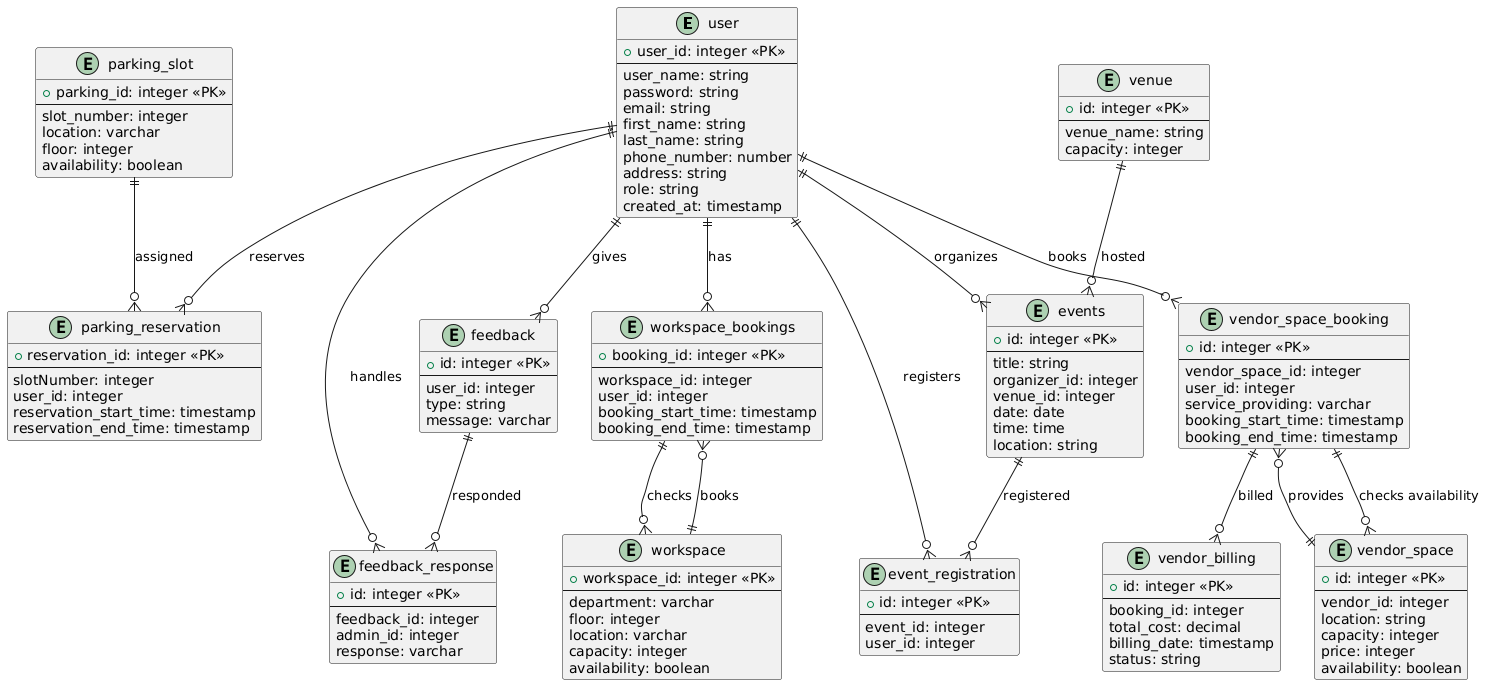 E user
+ user_id: integer «PK»
user_name: string
password: string
email: string
first_name: string
last_name: string
phone_number: number
address: string
role: string
created_at: timestamp
E parking_slot
+ parking_id: integer «PK»
slot_number: integer
location: varchar
floor: integer
availability: boolean
E venue
+ id: integer «PK»
venue_name: string
capacity: integer
assigned
reserves
gives
has
organizes
books
hosted
E parking_reservation
+ reservation_id: integer «PK»
slotNumber: integer
user_id: integer
reservation_start_time: timestamp
reservation_end_time: timestamp
handles
E feedback
+ id: integer «PK»
user_id: integer
type: string
message: varchar
E workspace_bookings
+ booking_id: integer «PK»
workspace_id: integer
user_id: integer
booking_start_time: timestamp
booking_end_time: timestamp
registers
E events
+ id: integer «PK»
title: string
organizer_id: integer
venue_id: integer
date: date
time: time
location: string
E vendor_space_booking
+ id: integer «PK»
vendor_space_id: integer
user_id: integer
service_providing: varchar
booking_start_time: timestamp
booking_end_time: timestamp
responded
checks
books
registered
billed
provides
checks availability
E feedback_response
+ id: integer «PK»
feedback_id: integer
admin_id: integer
response: varchar
E workspace
+ workspace_id: integer «PK»
department: varchar
floor: integer
location: varchar
capacity: integer
availability: boolean
E event_registration
+ id: integer «PK»
event_id: integer
user_id: integer
E vendor_billing
+ id: integer «PK»
booking_id: integer
total_cost: decimal
billing_date: timestamp
status: string
E vendor_space
+ id: integer «PK»
vendor_id: integer
location: string
capacity: integer
price: integer
availability: boolean